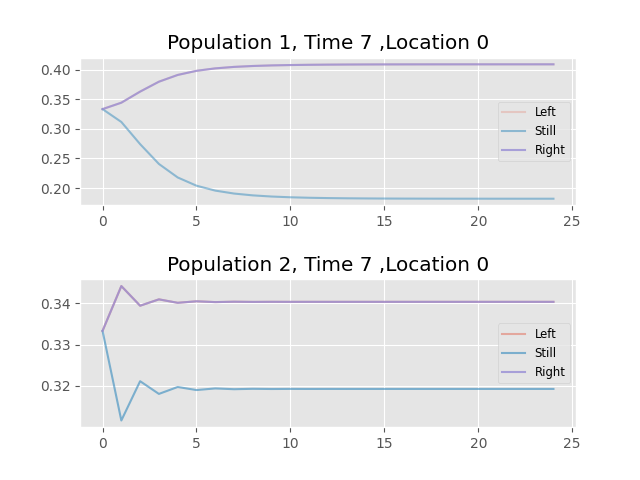 Population 1, Time 7 ,Location 0
0.40
0.35
0.30
0.25
0.20
Left
Still
Right
0 5 10 15 20 25
Population 2, Time 7 ,Location 0
0.34
0.33
0.32
Left
Still
Right
0 5 10 15 20 25